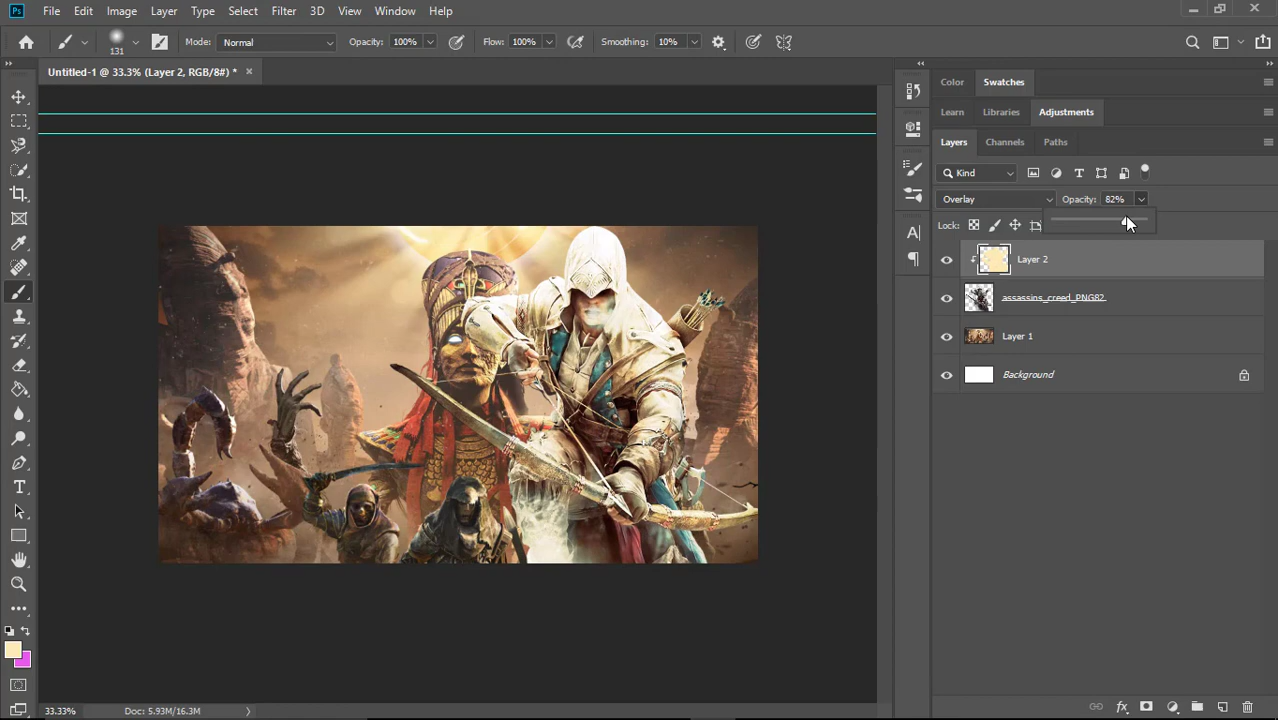 Ps File Edit Image Layer Type Select Filter 3D View Window Help
131 Mode: Normal Opacity: 100% Flow: 100% Smoothing: 10%
Untitled-1 @ 33.3% (Layer 2, RGB/8#) * ×
Color Swatches
Learn Libraries Adjustments
Layers Channels Paths
Kind
Overlay Opacity: 82%
Lock:
Layer 2
assassins_creed_PNG82
Layer 1
Background
33.33% Doc: 5.93M/16.3M